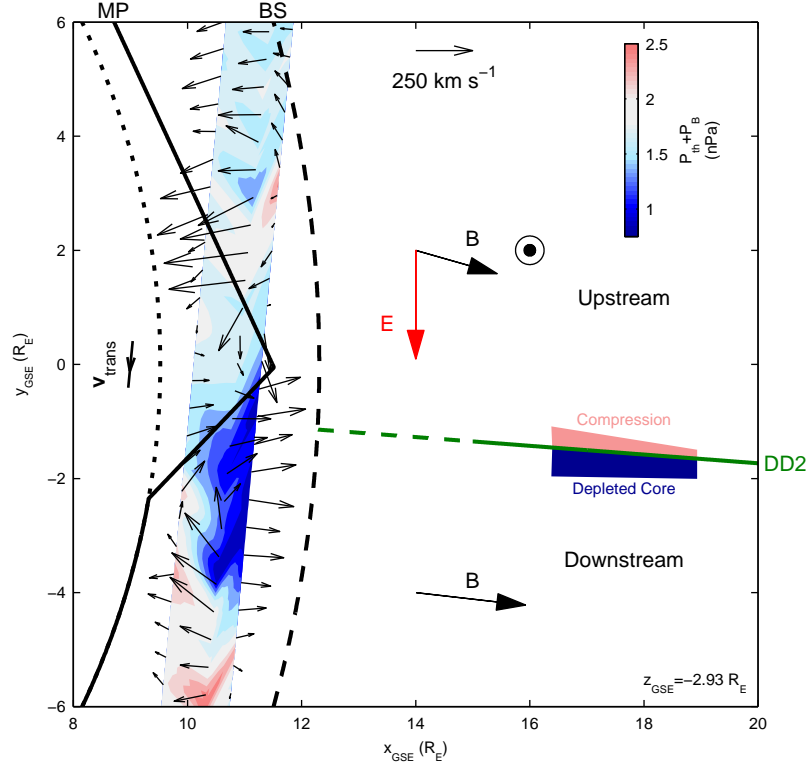 MP BS
6
4
2
0
−2
−4
−6
y_GSE (R_E)
250 km s⁻¹
2.5
2
1.5
1
P_th+P_B
(nPa)
B
E
Upstream
v_trans
Compression
DD2
Depleted Core
Downstream
B
z_GSE=−2.93 R_E
8 10 12 14 16 18 20
x_GSE (R_E)